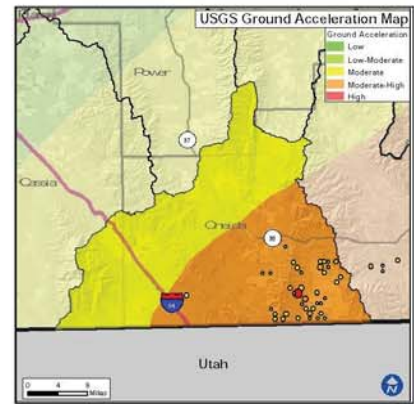 USGS Ground Acceleration Map
Ground Acceleration
Low
Low-Moderate
Moderate
Moderate-High
High
Power
37
Cassia
Oneida
38
84
Utah
0 4 8
Miles
N